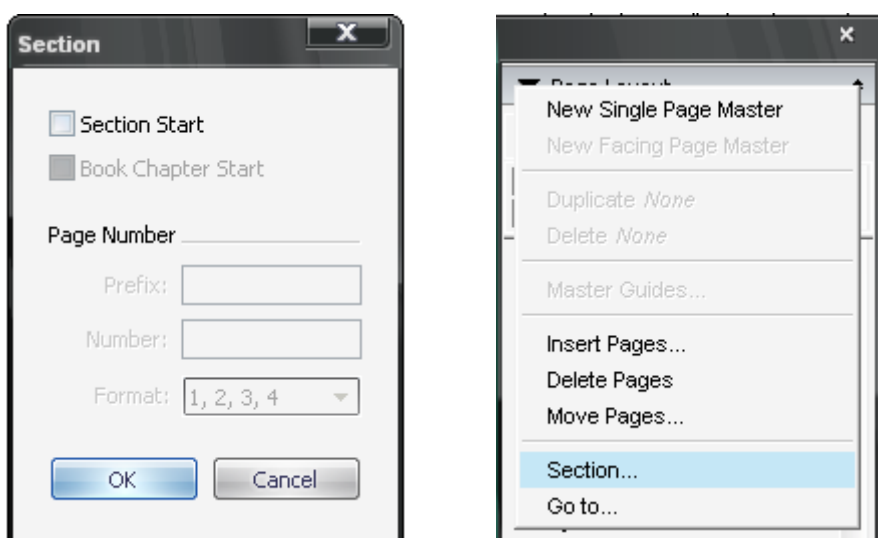 Section
Section Start
Book Chapter Start
Page Number
Prefix:
Number:
Format: 1, 2, 3, 4
OK Cancel
Page Layout
New Single Page Master
New Facing Page Master
Duplicate None
Delete None
Master Guides...
Insert Pages...
Delete Pages
Move Pages...
Section...
Go to...